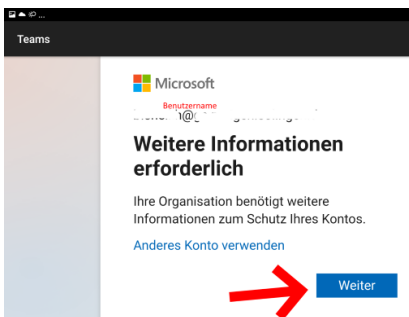 Teams
Microsoft
Benutzername
Weitere Informationen
erforderlich
Ihre Organisation benötigt weitere
Informationen zum Schutz Ihres Kontos.
Anderes Konto verwenden
Weiter